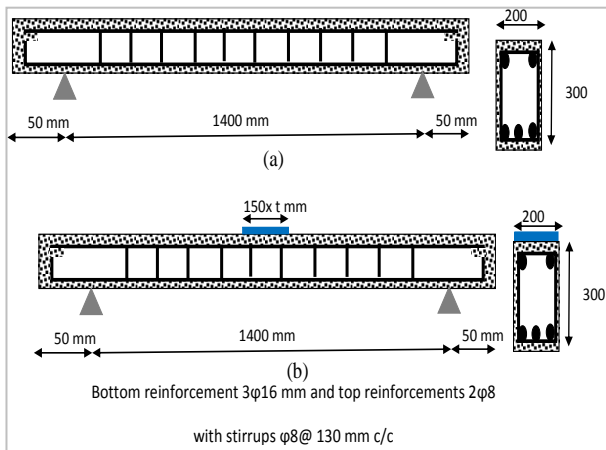 200
300
50 mm 1400 mm 50 mm
(a)
150x t mm
200
300
50 mm 1400 mm 50 mm
(b)
Bottom reinforcement 3φ16 mm and top reinforcements 2φ8
with stirrups φ8@ 130 mm c/c